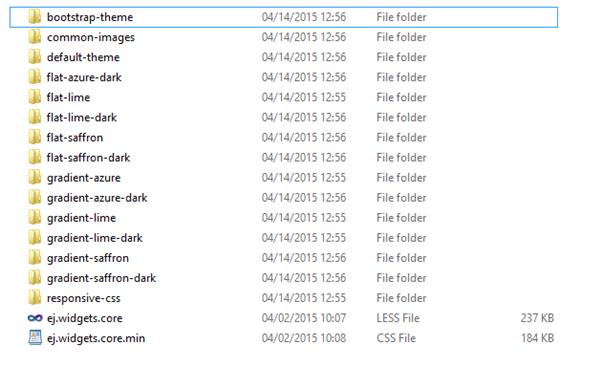 bootstrap-theme 04/14/2015 12:56 File folder
common-images 04/14/2015 12:56 File folder
default-theme 04/14/2015 12:56 File folder
flat-azure-dark 04/14/2015 12:56 File folder
flat-lime 04/14/2015 12:55 File folder
flat-lime-dark 04/14/2015 12:56 File folder
flat-saffron 04/14/2015 12:56 File folder
flat-saffron-dark 04/14/2015 12:56 File folder
gradient-azure 04/14/2015 12:55 File folder
gradient-azure-dark 04/14/2015 12:56 File folder
gradient-lime 04/14/2015 12:55 File folder
gradient-lime-dark 04/14/2015 12:55 File folder
gradient-saffron 04/14/2015 12:56 File folder
gradient-saffron-dark 04/14/2015 12:56 File folder
responsive-css 04/14/2015 12:55 File folder
ej.widgets.core 04/02/2015 10:07 LESS File 237 KB
ej.widgets.core.min 04/02/2015 10:08 CSS File 184 KB